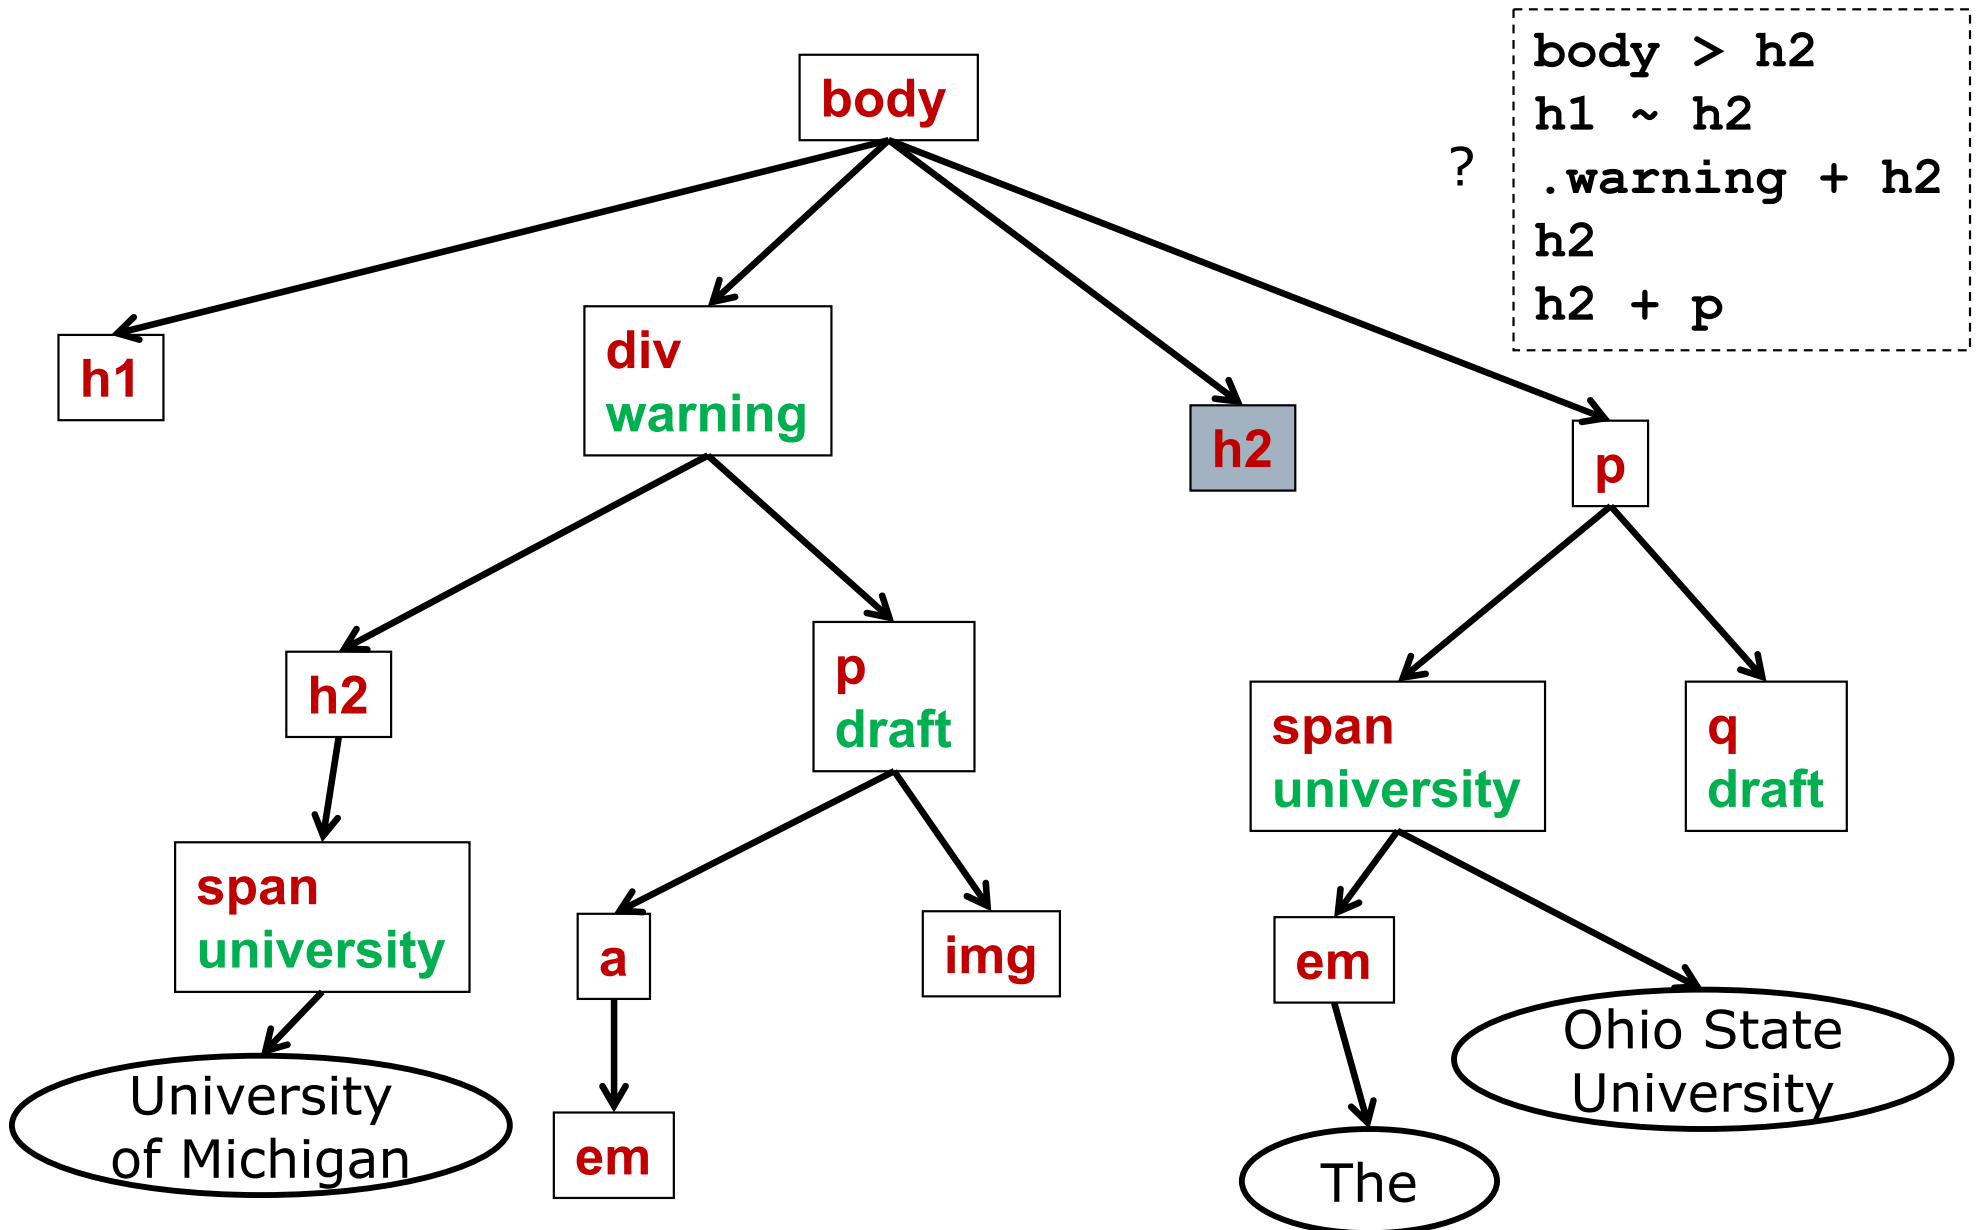 body
body > h2
h1 ~ h2
?
.warning + h2
h2
h2 + p
h1
div
warning
h2
p
h2
p
draft
span
university
q
draft
span
university
a
img
em
University
of Michigan
em
Ohio State
University
The